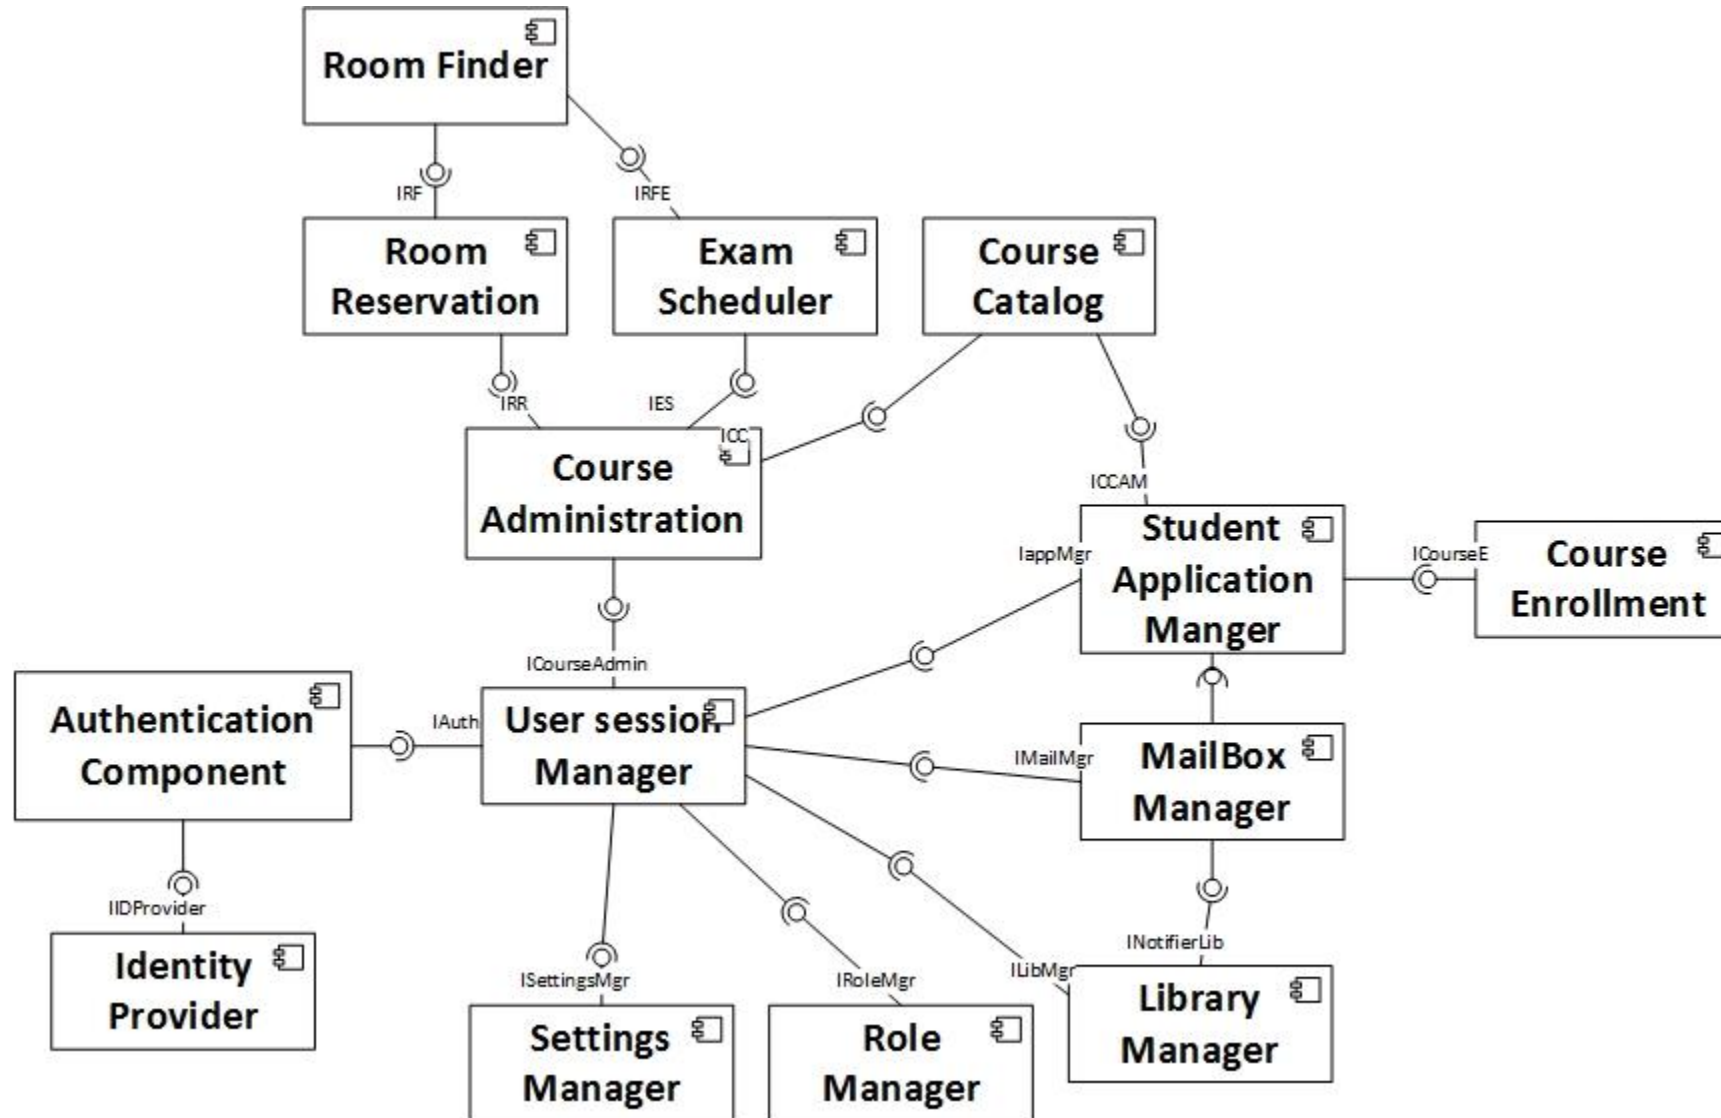 Room Finder
IRF
IRFE
Room
Reservation
Exam
Scheduler
Course
Catalog
IRR
IES
ICC
Course
Administration
ICCAM
Student
Application
Manger
IappMgr
ICourseE
Course
Enrollment
ICourseAdmin
Authentication
Component
IAuth
User session
Manager
IMailMgr
MailBox
Manager
IIDProvider
Identity
Provider
ISettingsMgr
Settings
Manager
IRoleMgr
Role
Manager
ILibMgr
INotifierLib
Library
Manager